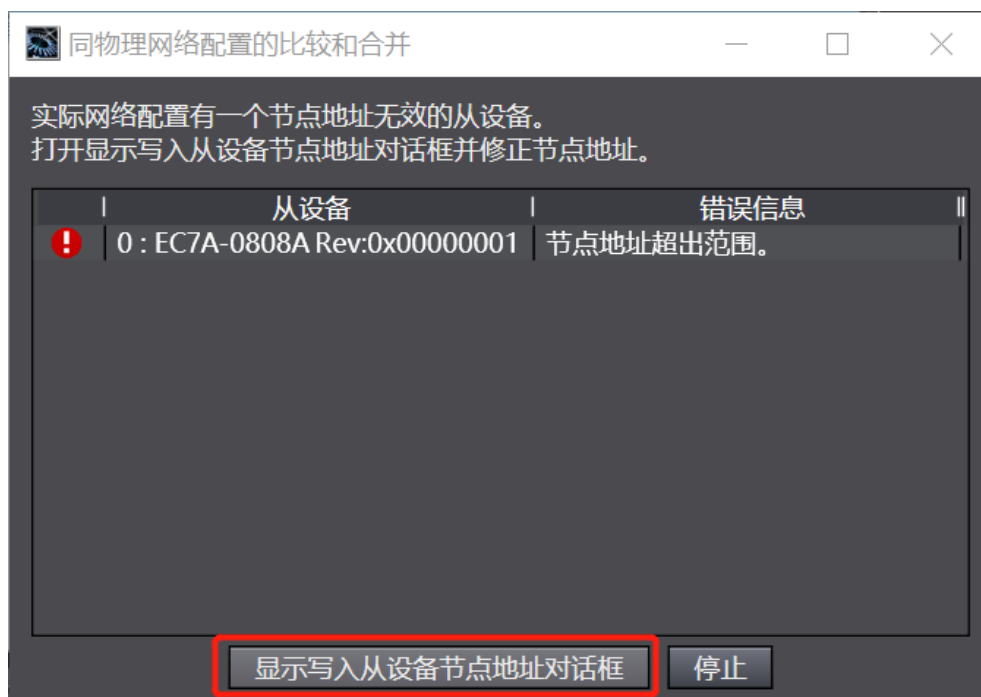 同物理网络配置的比较和合并
实际网络配置有一个节点地址无效的从设备。
打开显示写入从设备节点地址对话框并修正节点地址。
从设备 错误信息
0 : EC7A-0808A Rev:0x00000001 节点地址超出范围。
显示写入从设备节点地址对话框 停止